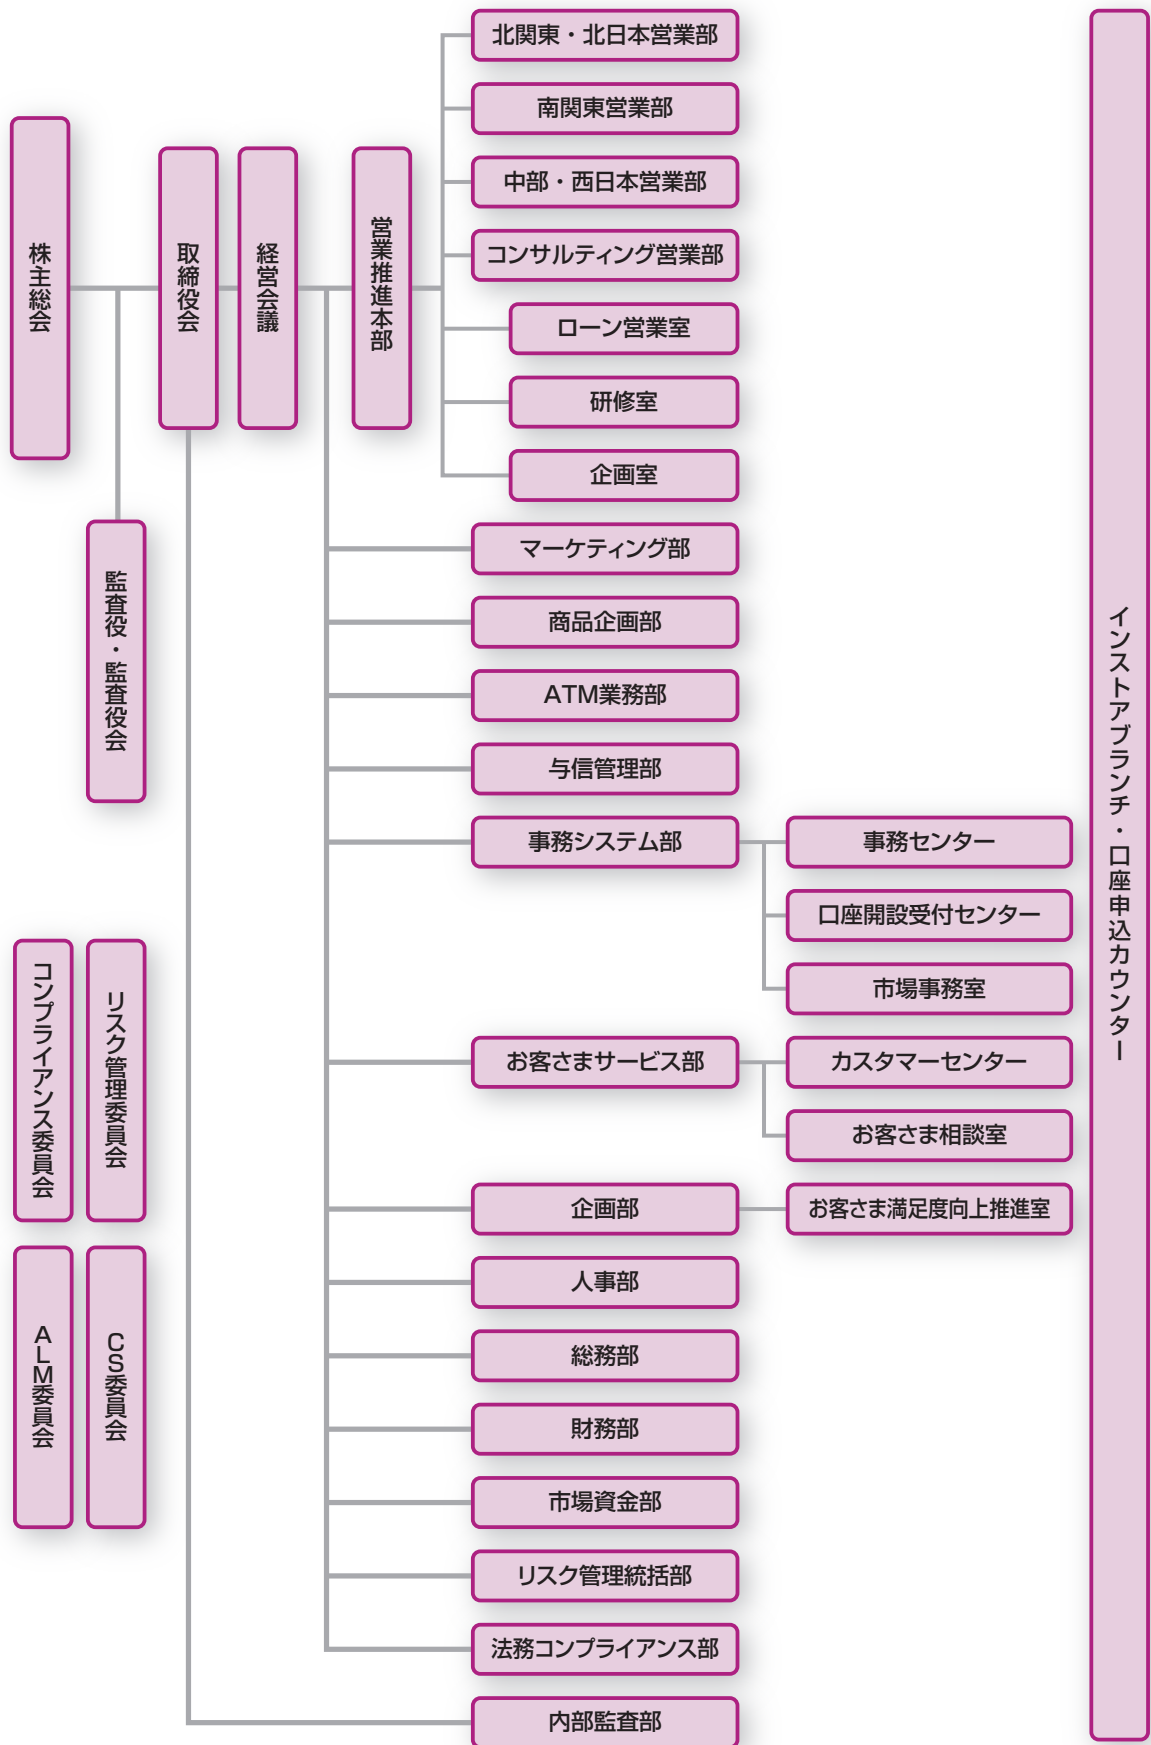 株主総会
監査役・監査役会
取締役会
経営会議
営業推進本部
北関東・北日本営業部
南関東営業部
中部・西日本営業部
コンサルティング営業部
ローン営業室
研修室
企画室
マーケティング部
商品企画部
ATM業務部
与信管理部
事務システム部
事務センター
口座開設受付センター
市場事務室
お客さまサービス部
カスタマーセンター
お客さま相談室
企画部
お客さま満足度向上推進室
人事部
総務部
財務部
市場資金部
リスク管理統括部
法務コンプライアンス部
内部監査部
コンプライアンス委員会
リスク管理委員会
ALM委員会
CS委員会
インストアブランチ・口座申込カウンター